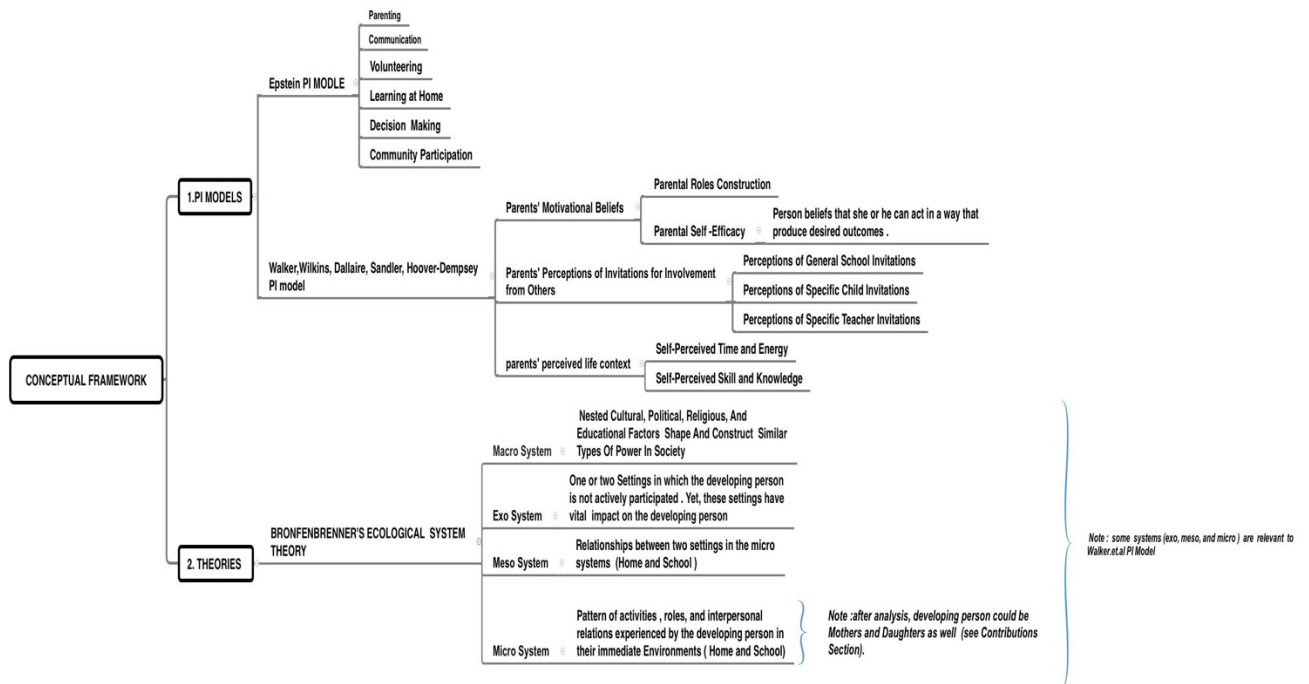 CONCEPTUAL FRAMEWORK
1.PI MODELS
Epstein PI MODLE
Parenting
Communication
Volunteering
Learning at Home
Decision Making
Community Participation
Walker,Wilkins, Dallaire, Sandler, Hoover-Dempsey
PI model
Parents' Motivational Beliefs
Parental Roles Construction
Parental Self -Efficacy
Person beliefs that she or he can act in a way that
produce desired outcomes .
Parents' Perceptions of Invitations for Involvement
from Others
Perceptions of General School Invitations
Perceptions of Specific Child Invitations
Perceptions of Specific Teacher Invitations
parents' perceived life context
Self-Perceived Time and Energy
Self-Perceived Skill and Knowledge
2. THEORIES
BRONFENBRENNER'S ECOLOGICAL SYSTEM
THEORY
Macro System
Nested Cultural, Political, Religious, And
Educational Factors Shape And Construct Similar
Types Of Power In Society
Exo System
One or two Settings in which the developing person
is not actively participated . Yet, these settings have
vital impact on the developing person
Meso System
Relationships between two settings in the micro
systems (Home and School )
Micro System
Pattern of activities , roles, and interpersonal
relations experienced by the developing person in
their immediate Environments ( Home and School)
Note :after analysis, developing person could be
Mothers and Daughters as well (see Contributions
Section).
Note : some systems (exo, meso, and micro ) are relevant to
Walker.et.al PI Model